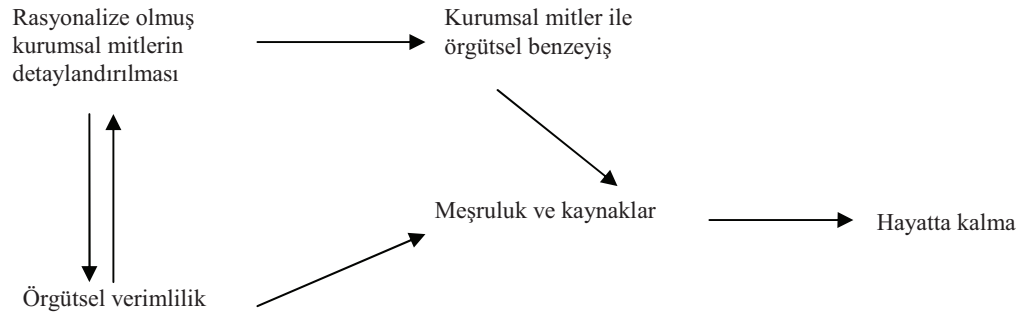 Rasyonalize olmuş
kurumsal mitlerin
detaylandırılması
Kurumsal mitler ile
örgütsel benzeyiş
Meşruluk ve kaynaklar
Hayatta kalma
Örgütsel verimlilik